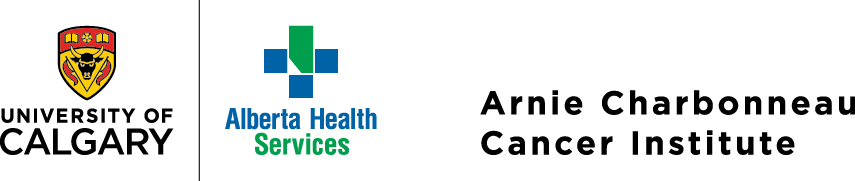 UNIVERSITY OF
CALGARY
Alberta Health
Services
Arnie Charbonneau
Cancer Institute